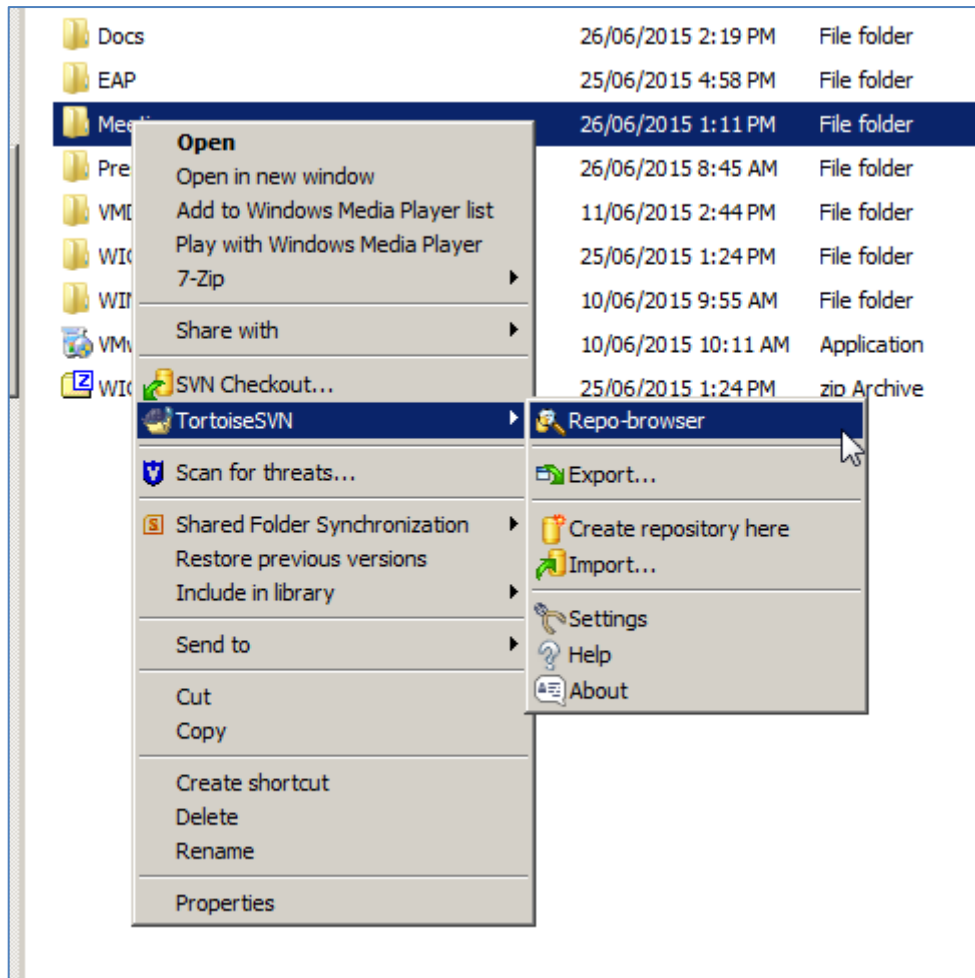 Docs 26/06/2015 2:19 PM File folder
EAP 25/06/2015 4:58 PM File folder
26/06/2015 1:11 PM File folder
Pre 26/06/2015 8:45 AM File folder
11/06/2015 2:44 PM File folder
25/06/2015 1:24 PM File folder
10/06/2015 9:55 AM File folder
10/06/2015 10:11 AM Application
25/06/2015 1:24 PM zip Archive
Open
Open in new window
Add to Windows Media Player list
Play with Windows Media Player
7-Zip
Share with
SVN Checkout...
TortoiseSVN
Scan for threats...
Shared Folder Synchronization
Restore previous versions
Include in library
Send to
Cut
Copy
Create shortcut
Delete
Rename
Properties
Repo-browser
Export...
Create repository here
Import...
Settings
Help
About